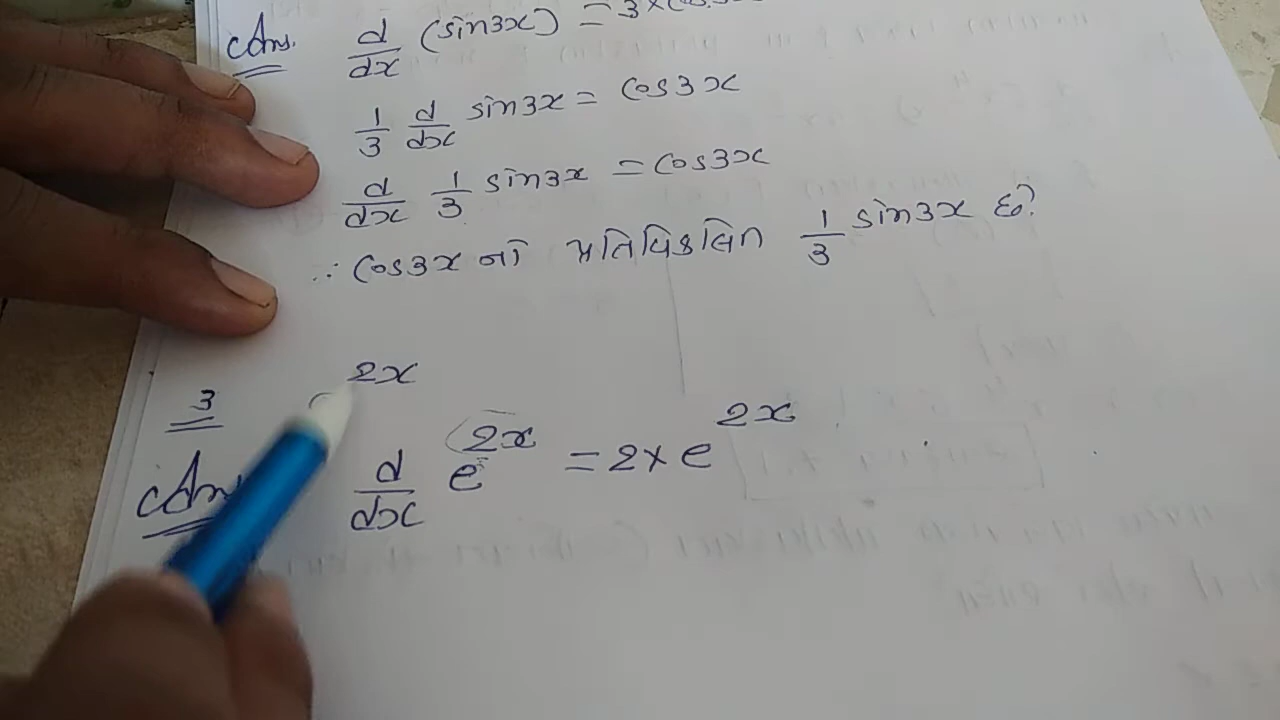 Ans. d/dx (sin3x) = 3×cos3x
1/3 d/dx sin3x = cos3x
d/dx 1/3 sin3x = cos3x
∴ cos3x નો પ્રતિવિકલિત 1/3 sin3x છે.
3 e^2x
Ans d/dx e^2x = 2×e^2x